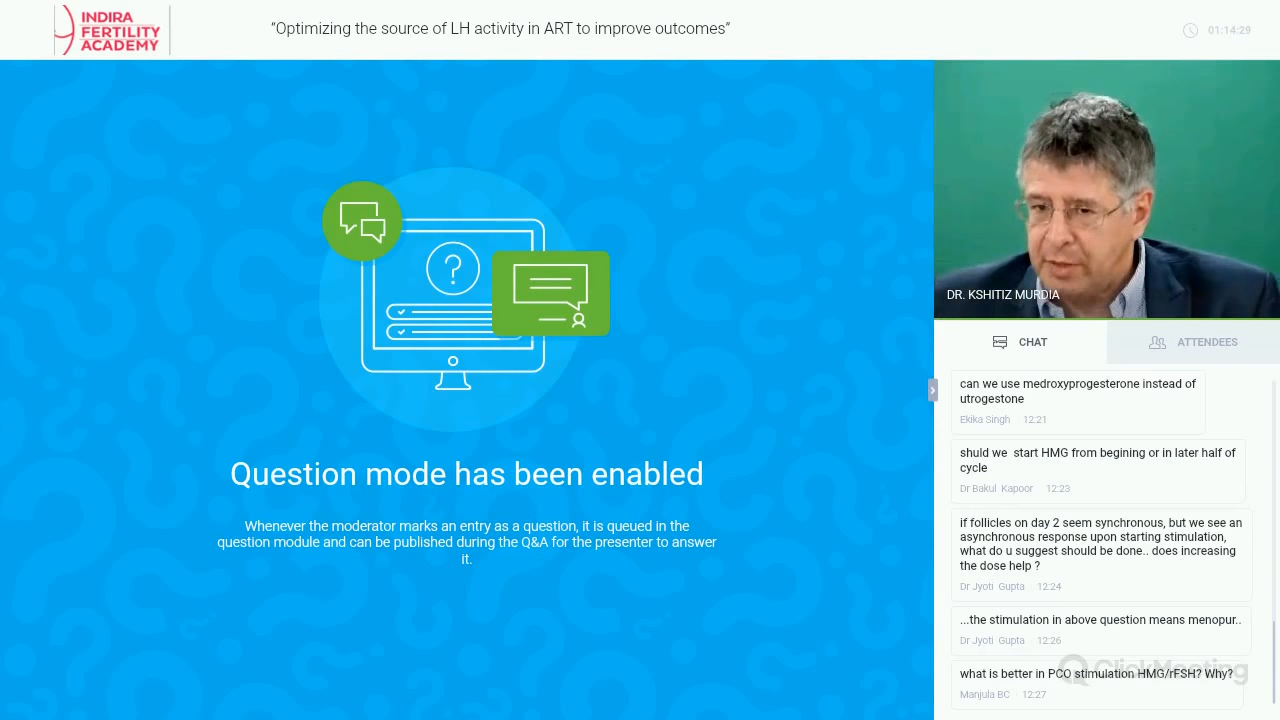 INDIRA
FERTILITY
ACADEMY
“Optimizing the source of LH activity in ART to improve outcomes”
01:14:29
DR. KSHITIZ MURDIA
CHAT
ATTENDEES
can we use medroxyprogesterone instead of
utrogestone
Ekika Singh 12:21
should we start HMG from begining or in later half of
cycle
Dr Bakul Kapoor 12:23
if follicles on day 2 seem synchronous, but we see an
asynchronous response upon starting stimulation,
what do u suggest should be done.. does increasing
the dose help ?
Dr Jyoti Gupta 12:24
...the stimulation in above question means menopur..
Dr Jyoti Gupta 12:26
what is better in PCO stimulation HMG/rFSH? Why?
Manjula BC 12:27
ClickMeeting
?
Question mode has been enabled
Whenever the moderator marks an entry as a question, it is queued in the
question module and can be published during the Q&A for the presenter to answer
it.